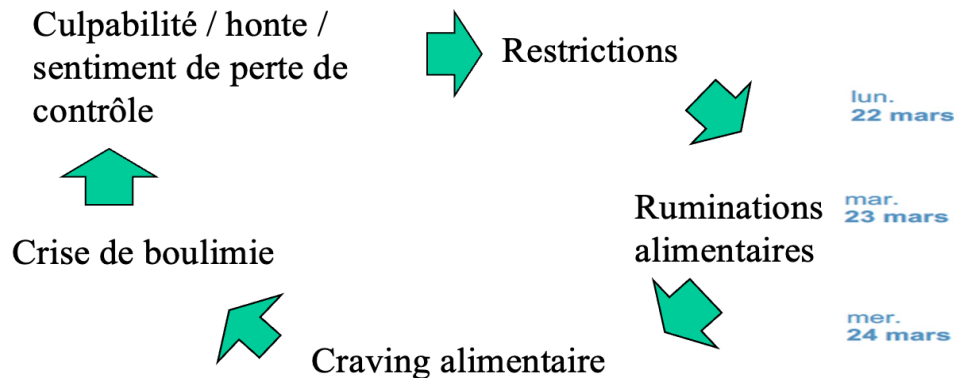 Culpabilité / honte /
sentiment de perte de
contrôle
Restrictions
lun.
22 mars
Ruminations
alimentaires
mar.
23 mars
Crise de boulimie
mer.
24 mars
Craving alimentaire